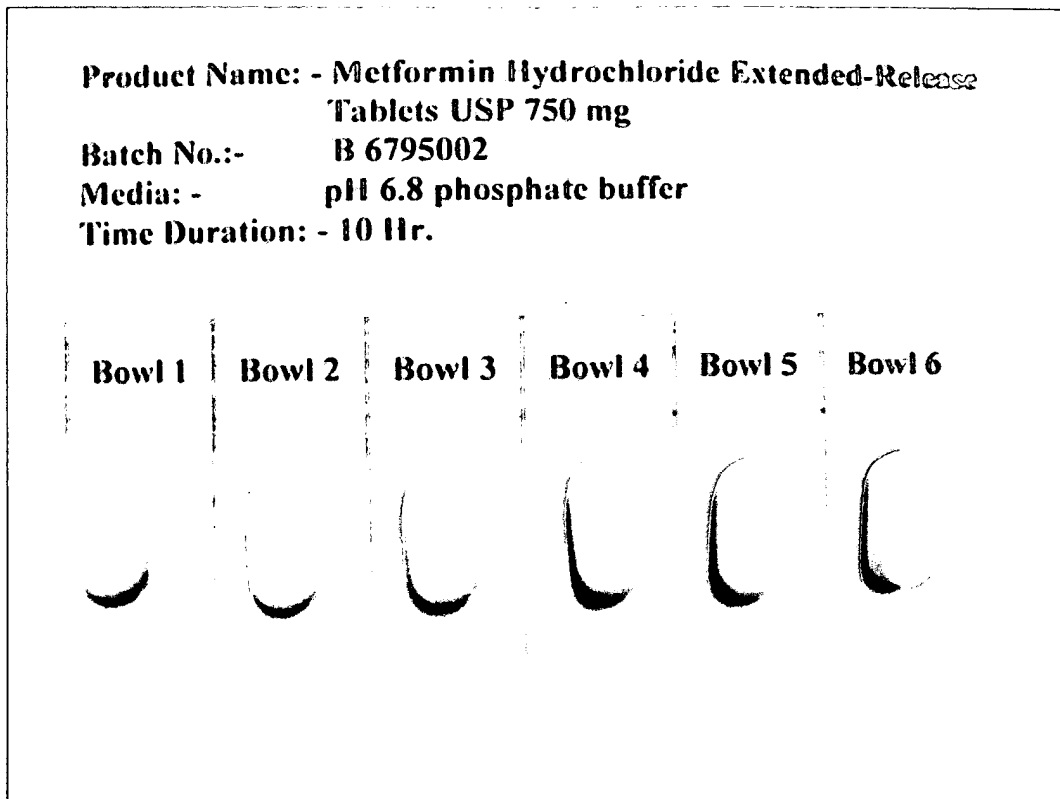 Product Name: - Metformin Hydrochloride Extended-Release
Tablets USP 750 mg
Batch No.:- B 6795002
Media: - pH 6.8 phosphate buffer
Time Duration: - 10 Hr.
Bowl 1 Bowl 2 Bowl 3 Bowl 4 Bowl 5 Bowl 6